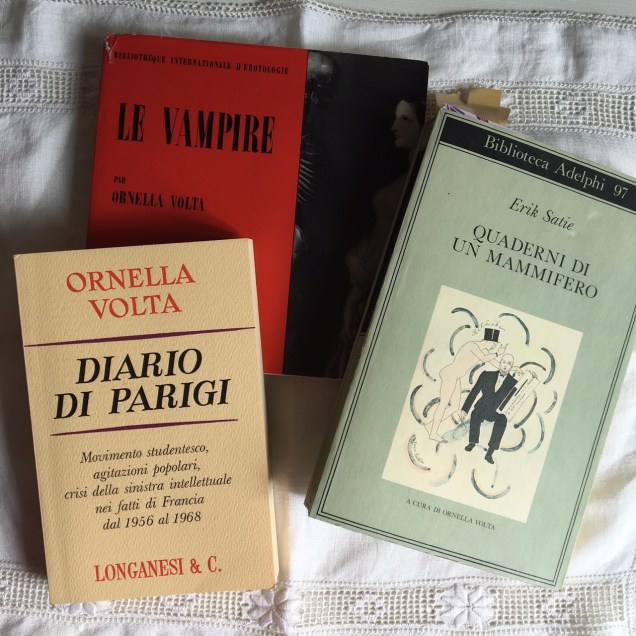 BIBLIOTHÈQUE INTERNATIONALE D'EROTOLOGIE
LE VAMPIRE
PAR
ORNELLA VOLTA
ORNELLA
VOLTA
DIARIO
DI PARIGI
Movimento studentesco,
agitazioni popolari,
crisi della sinistra intellettuale
nei fatti di Francia
dal 1956 al 1968
LONGANESI & C.
Biblioteca Adelphi 97
Erik Satie
QUADERNI DI
UN MAMMIFERO
A CURA DI ORNELLA VOLTA